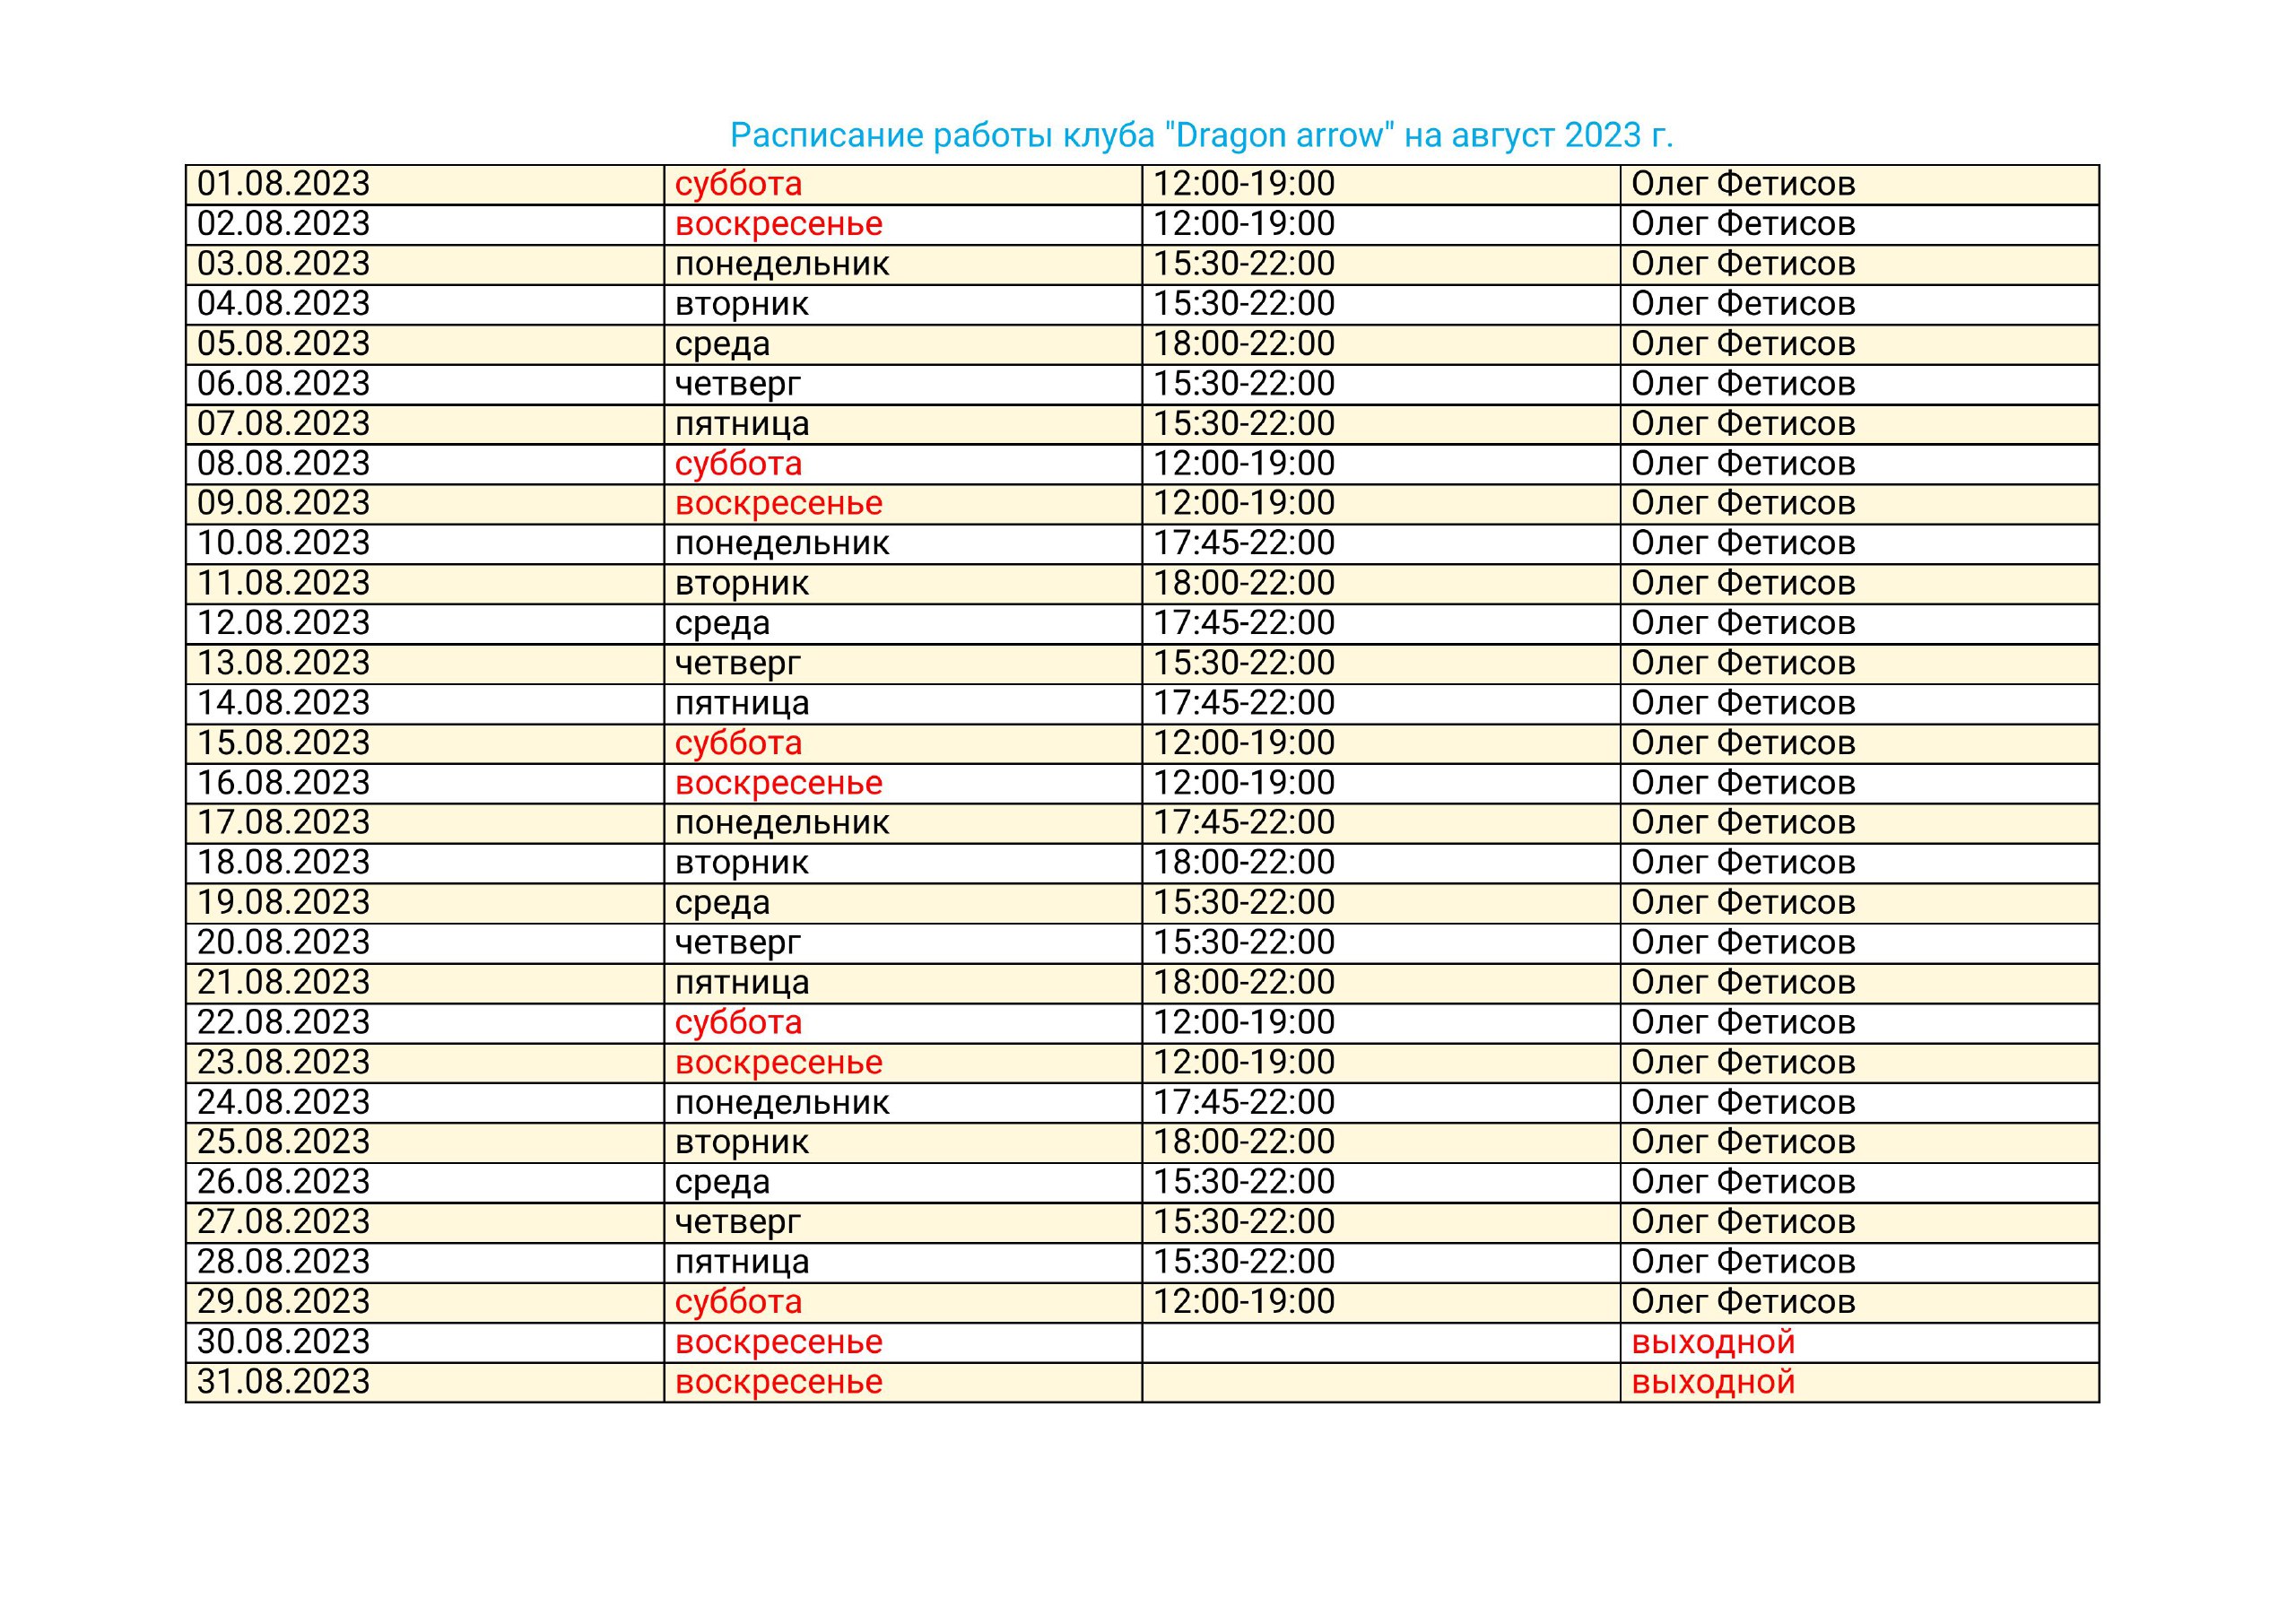 Расписание работы клуба "Dragon arrow" на август 2023 г.
01.08.2023 суббота 12:00-19:00 Олег Фетисов
02.08.2023 воскресенье 12:00-19:00 Олег Фетисов
03.08.2023 понедельник 15:30-22:00 Олег Фетисов
04.08.2023 вторник 15:30-22:00 Олег Фетисов
05.08.2023 среда 18:00-22:00 Олег Фетисов
06.08.2023 четверг 15:30-22:00 Олег Фетисов
07.08.2023 пятница 15:30-22:00 Олег Фетисов
08.08.2023 суббота 12:00-19:00 Олег Фетисов
09.08.2023 воскресенье 12:00-19:00 Олег Фетисов
10.08.2023 понедельник 17:45-22:00 Олег Фетисов
11.08.2023 вторник 18:00-22:00 Олег Фетисов
12.08.2023 среда 17:45-22:00 Олег Фетисов
13.08.2023 четверг 15:30-22:00 Олег Фетисов
14.08.2023 пятница 17:45-22:00 Олег Фетисов
15.08.2023 суббота 12:00-19:00 Олег Фетисов
16.08.2023 воскресенье 12:00-19:00 Олег Фетисов
17.08.2023 понедельник 17:45-22:00 Олег Фетисов
18.08.2023 вторник 18:00-22:00 Олег Фетисов
19.08.2023 среда 15:30-22:00 Олег Фетисов
20.08.2023 четверг 15:30-22:00 Олег Фетисов
21.08.2023 пятница 18:00-22:00 Олег Фетисов
22.08.2023 суббота 12:00-19:00 Олег Фетисов
23.08.2023 воскресенье 12:00-19:00 Олег Фетисов
24.08.2023 понедельник 17:45-22:00 Олег Фетисов
25.08.2023 вторник 18:00-22:00 Олег Фетисов
26.08.2023 среда 15:30-22:00 Олег Фетисов
27.08.2023 четверг 15:30-22:00 Олег Фетисов
28.08.2023 пятница 15:30-22:00 Олег Фетисов
29.08.2023 суббота 12:00-19:00 Олег Фетисов
30.08.2023 воскресенье выходной
31.08.2023 воскресенье выходной